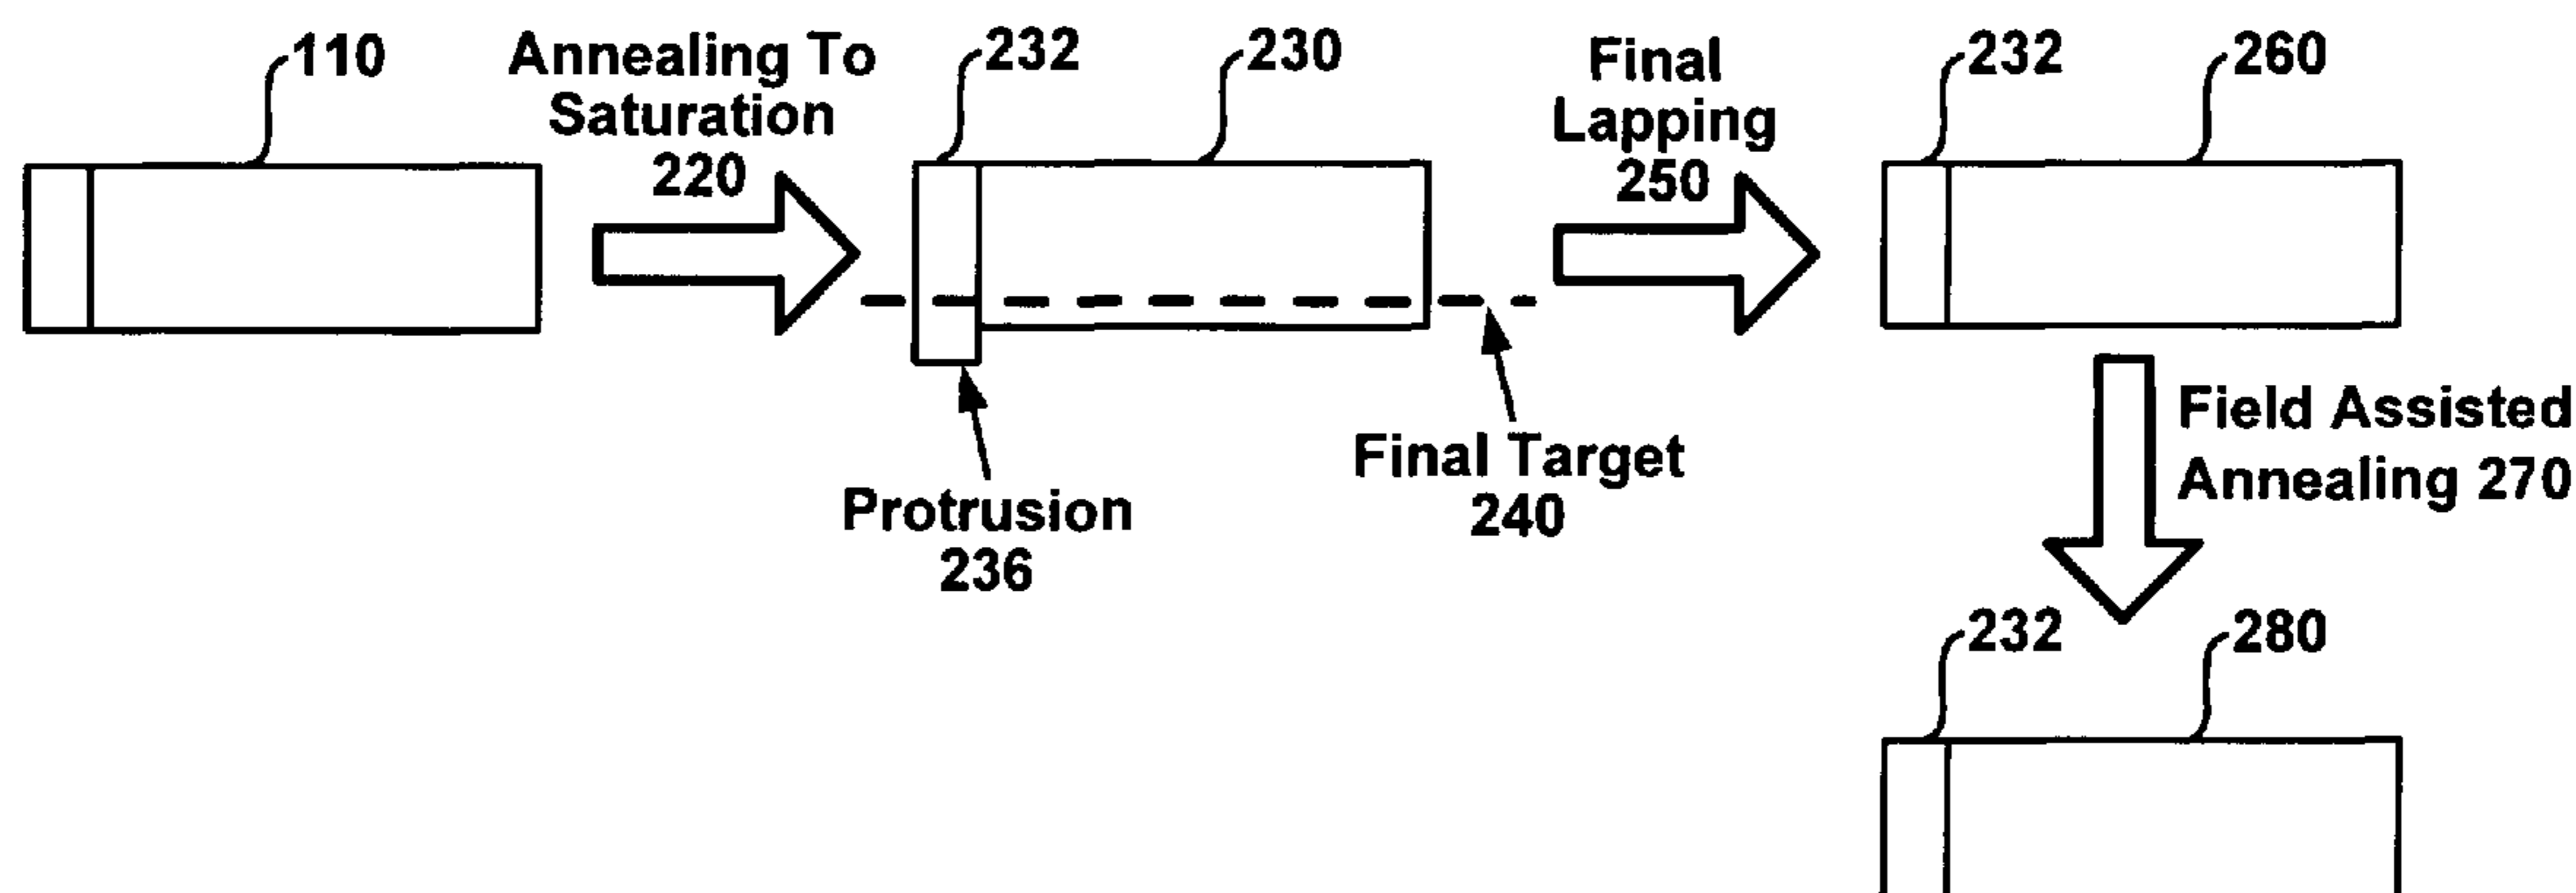 110
Annealing To
Saturation
220
232
230
Final
Lapping
250
232
260
Protrusion
236
Final Target
240
Field Assisted
Annealing 270
232
280